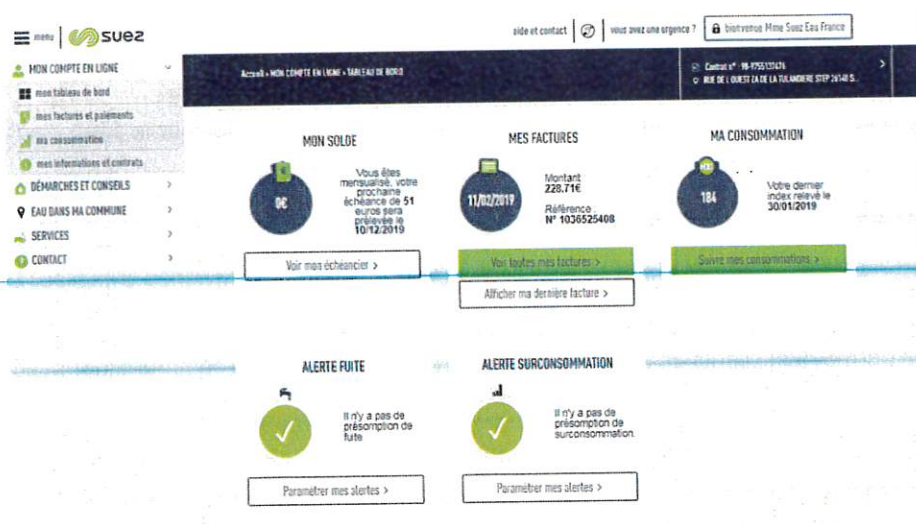 menu suez
aide et contact vous avez une urgence ? bienvenue Mme Suez Eau France
MON COMPTE EN LIGNE
mon tableau de bord
mes factures et paiements
ma consommation
mes informations et contrats
DÉMARCHES ET CONSEILS
EAU DANS MA COMMUNE
SERVICES
CONTACT
Accueil > MON COMPTE EN LIGNE > TABLEAU DE BORD
Contrat n°
RUE DE L OUEST ZA DE LA TULANDIERE STEP 26140 S...
MON SOLDE
0€
Vous êtes
mensualisé, votre
prochaine
échéance de 51
euros sera
prélevée le
10/12/2019
Voir mon échéancier >
MES FACTURES
11/02/2019
Montant
228.71€
Référence :
N° 1036525408
Voir toutes mes factures >
Afficher ma dernière facture >
MA CONSOMMATION
184
Votre dernier
index relevé le
30/01/2019
Suivre mes consommations >
ALERTE FUITE
Il n'y a pas de
présomption de
fuite
Paramétrer mes alertes >
ALERTE SURCONSOMMATION
Il n'y a pas de
présomption de
surconsommation.
Paramétrer mes alertes >